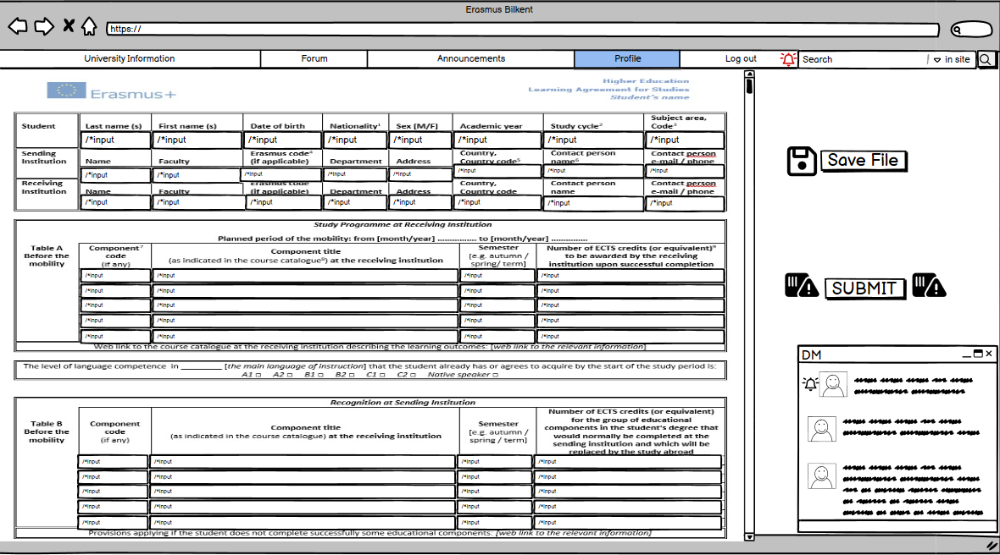 Erasmus Bilkent
https://
University Information
Forum
Announcements
Profile
Log out
Search
in site
Erasmus+
Higher Education
Learning Agreement for Studies
Student's name
Student
Last name (s)
First name (s)
Date of birth
Nationality¹
Sex [M/F]
Academic year
Study cycle²
Subject area,
Code³
/*input
/*input
/*input
/*input
/*input
/*input
/*input
/*input
Sending
Institution
Name
Faculty
Erasmus code⁴
(if applicable)
Department
Address
Country,
Country code⁵
Contact person
name⁶
Contact person
e-mail / phone
/*input
/*input
/*input
/*input
/*input
/*input
/*input
/*input
Receiving
Institution
Name
Faculty
Erasmus code
(if applicable)
Department
Address
Country,
Country code
Contact person
name
Contact person
e-mail / phone
/*input
/*input
/*input
/*input
/*input
/*input
/*input
/*input
Study Programme at Receiving Institution
Planned period of the mobility: from [month/year] ............... to [month/year] ..............
Table A
Before the
mobility
Component⁷
code
(if any)
Component title
(as indicated in the course catalogue⁸) at the receiving institution
Semester
[e.g. autumn /
spring/ term]
Number of ECTS credits (or equivalent)⁹
to be awarded by the receiving
institution upon successful completion
/*input /*input /*input /*input
/*input /*input /*input /*input
/*input /*input /*input /*input
/*input /*input /*input /*input
/*input /*input /*input /*input
Web link to the course catalogue at the receiving institution describing the learning outcomes: [web link to the relevant information]
The level of language competence in ________ [the main language of instruction] that the student already has or agrees to acquire by the start of the study period is:
A1 □ A2 □ B1 □ B2 □ C1 □ C2 □ Native speaker □
Recognition at Sending Institution
Table B
Before the
mobility
Component
code
(if any)
Component title
(as indicated in the course catalogue) at the receiving institution
Semester
[e.g. autumn /
spring / term]
Number of ECTS credits (or equivalent)
for the group of educational
components in the student's degree that
would normally be completed at the
sending institution and which will be
replaced by the study abroad
/*input /*input /*input /*input
/*input /*input /*input /*input
/*input /*input /*input /*input
/*input /*input /*input /*input
/*input /*input /*input /*input
Provisions applying if the student does not complete successfully some educational components: [web link to the relevant information]
Save File
SUBMIT
DM